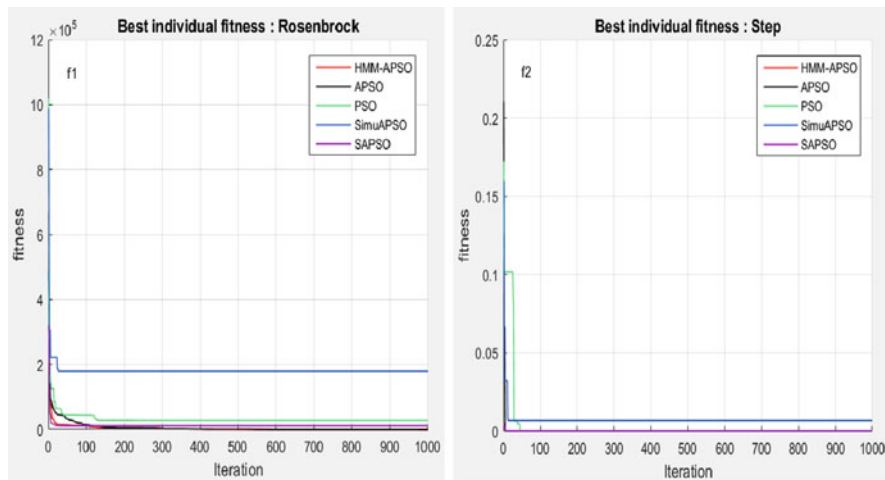 Best individual fitness : Rosenbrock
×10⁵
f1
HMM-APSO
APSO
PSO
SimuAPSO
SAPSO
12
10
8
6
4
2
0
fitness
0 100 200 300 400 500 600 700 800 900 1000
Iteration
Best individual fitness : Step
f2
HMM-APSO
APSO
PSO
SimuAPSO
SAPSO
0.25
0.2
0.15
0.1
0.05
0
fitness
0 100 200 300 400 500 600 700 800 900 1000
Iteration